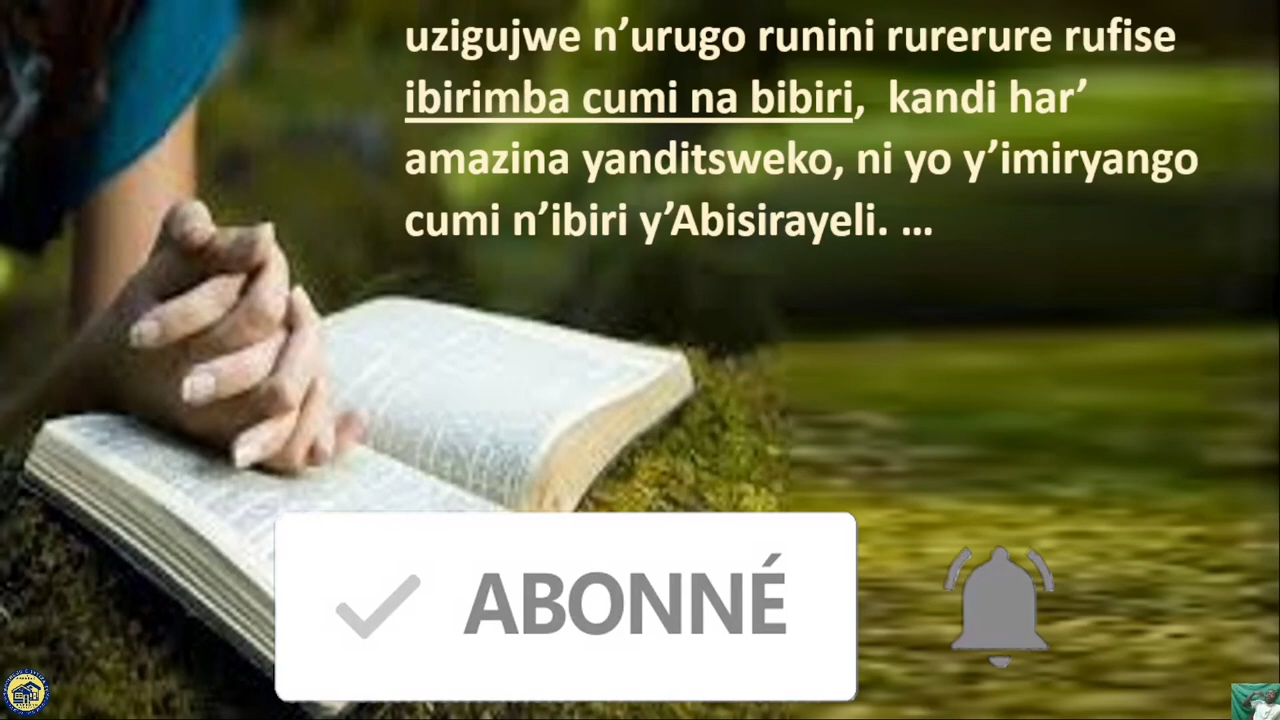 uzigujwe n’urugo runini rurerure rufise
ibirimba cumi na bibiri, kandi har’
amazina yanditsweko, ni yo y’imiryango
cumi n’ibiri y’Abisirayeli. ...
ABONNÉ